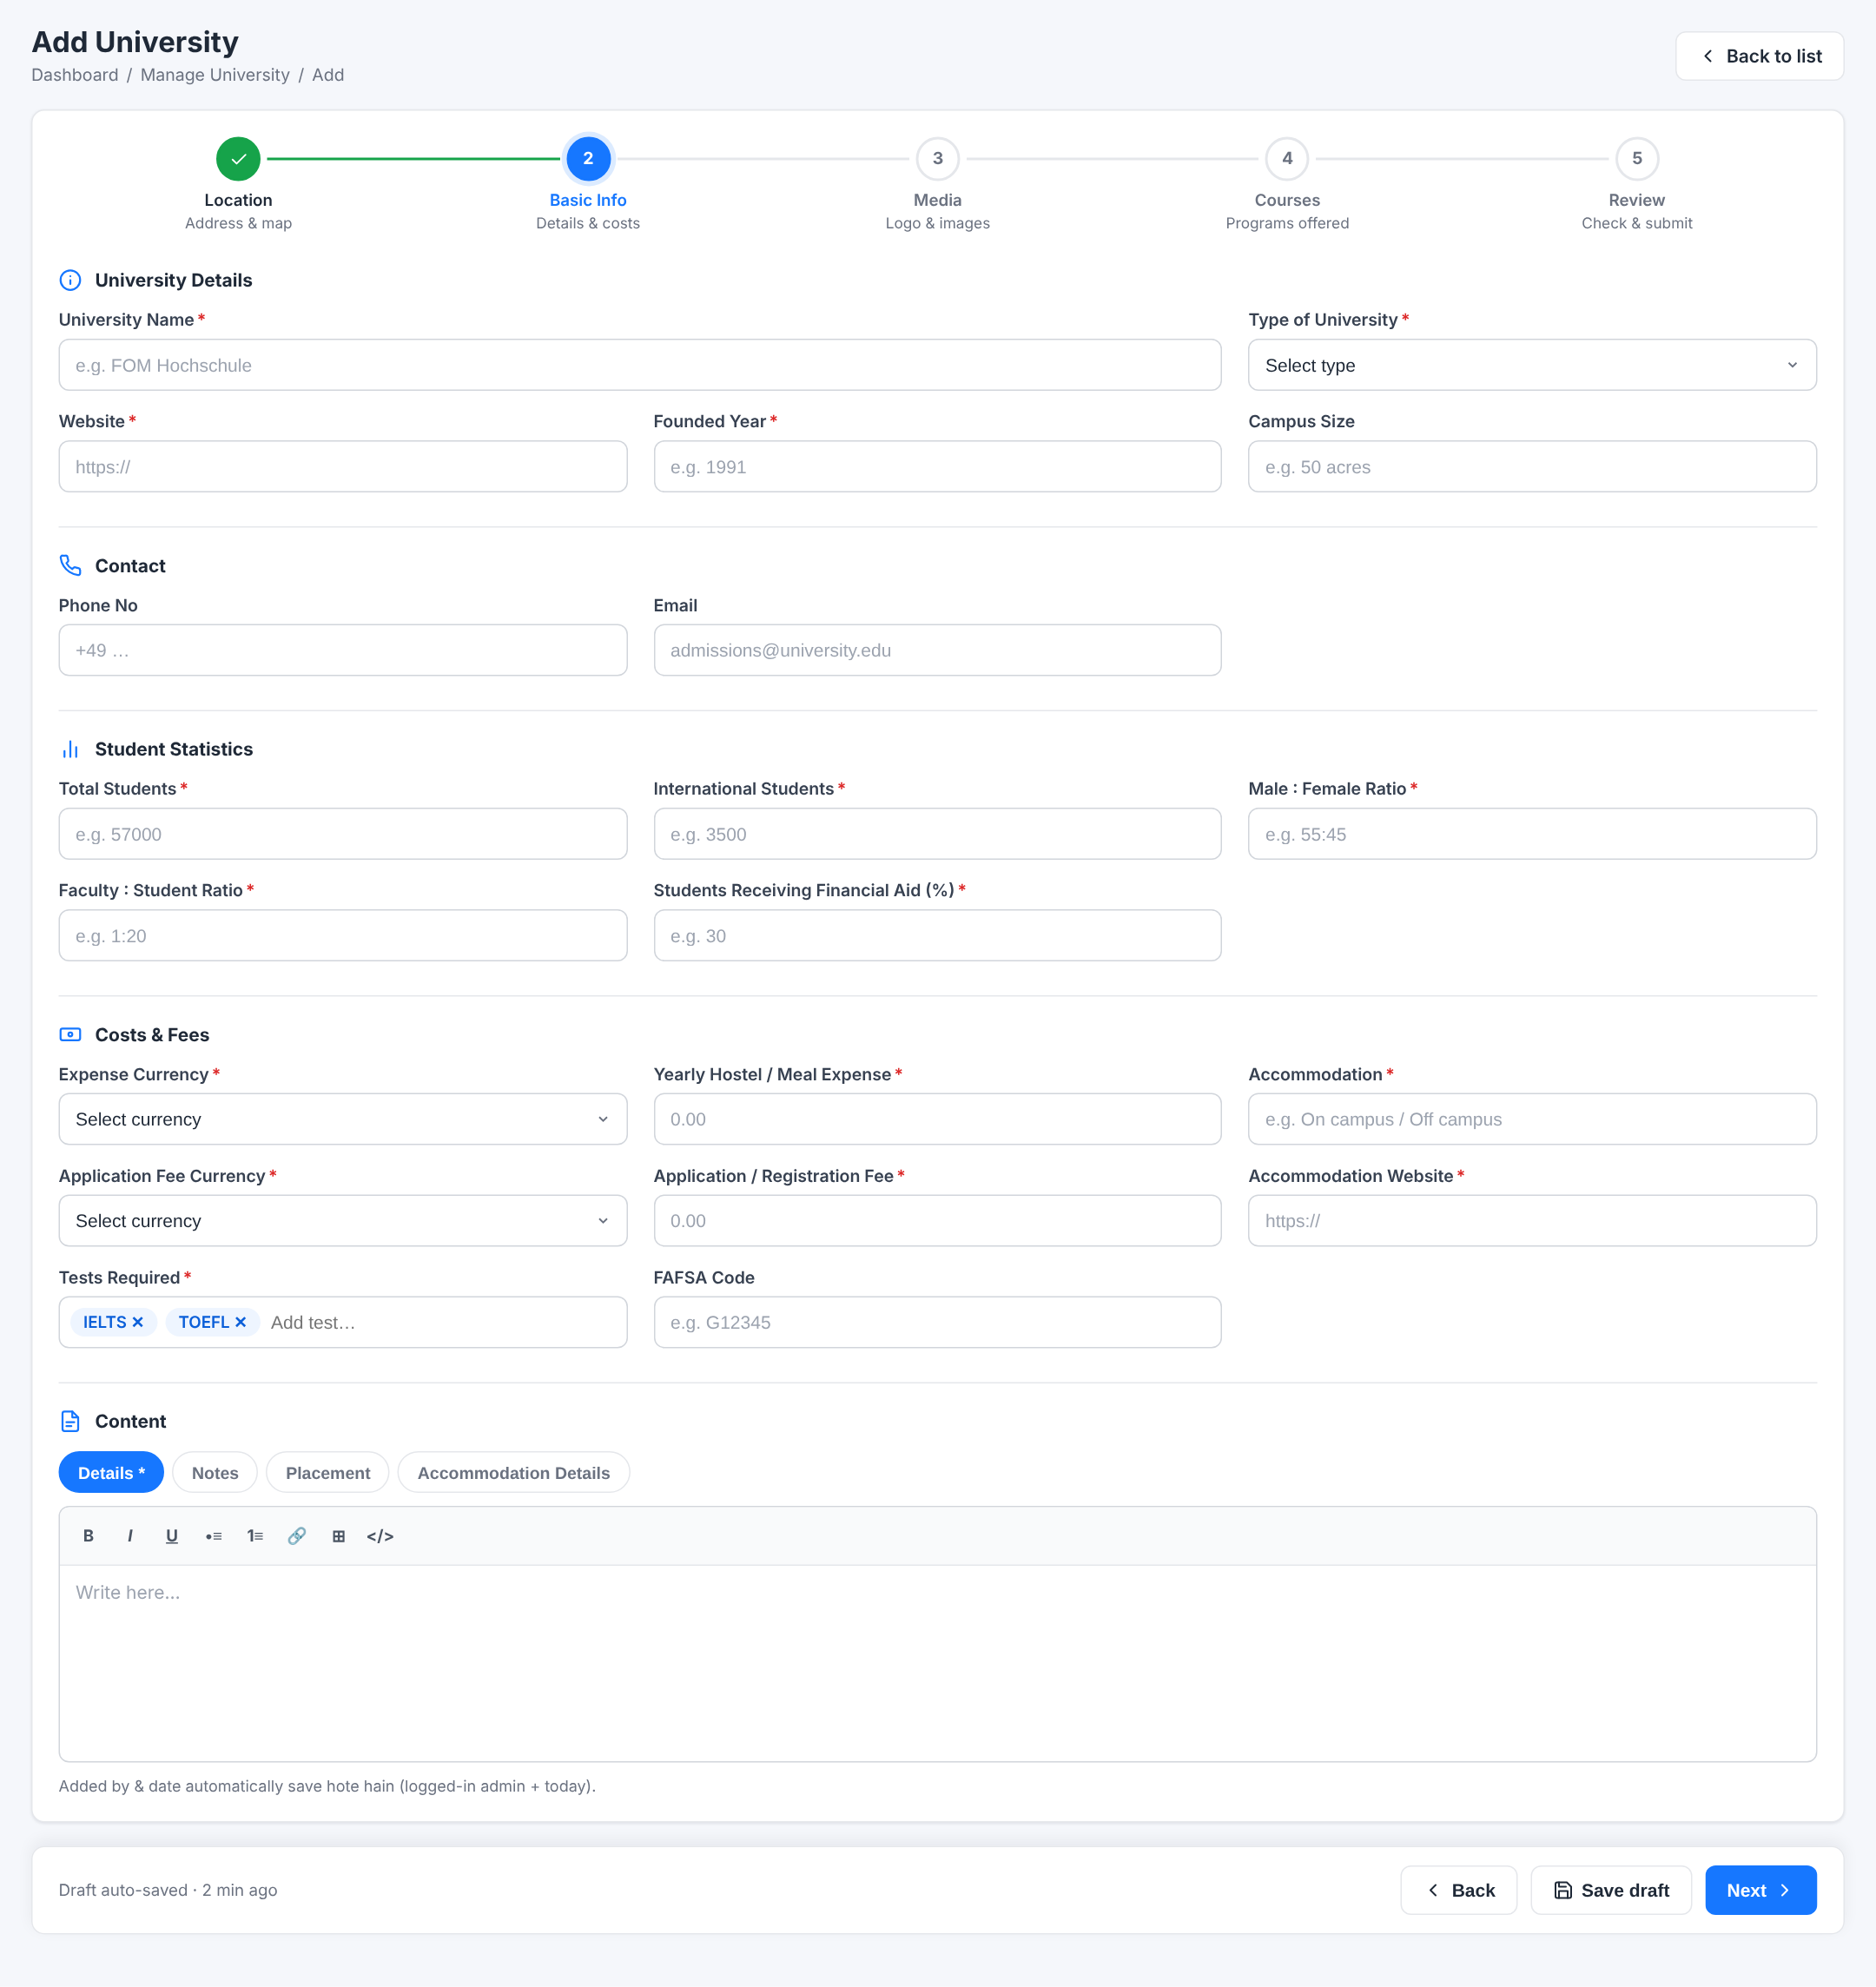 Add University
Dashboard / Manage University / Add
Back to list
2
3
4
5
Location
Basic Info
Media
Courses
Review
Address & map
Details & costs
Logo & images
Programs offered
Check & submit
University Details
University Name *
Type of University *
e.g. FOM Hochschule
Select type
Website *
Founded Year *
Campus Size
https://
e.g. 1991
e.g. 50 acres
Contact
Phone No
Email
+49 …
admissions@university.edu
Student Statistics
Total Students *
International Students *
Male : Female Ratio *
e.g. 57000
e.g. 3500
e.g. 55:45
Faculty : Student Ratio *
Students Receiving Financial Aid (%) *
e.g. 1:20
e.g. 30
Costs & Fees
Expense Currency *
Yearly Hostel / Meal Expense *
Accommodation *
Select currency
0.00
e.g. On campus / Off campus
Application Fee Currency *
Application / Registration Fee *
Accommodation Website *
Select currency
0.00
https://
Tests Required *
FAFSA Code
IELTS ✕ TOEFL ✕ Add test…
e.g. G12345
Content
Details *
Notes
Placement
Accommodation Details
B I U •≡ 1≡ 🔗 ⊞ </>
Write here...
Added by & date automatically save hote hain (logged-in admin + today).
Draft auto-saved · 2 min ago
Back
Save draft
Next